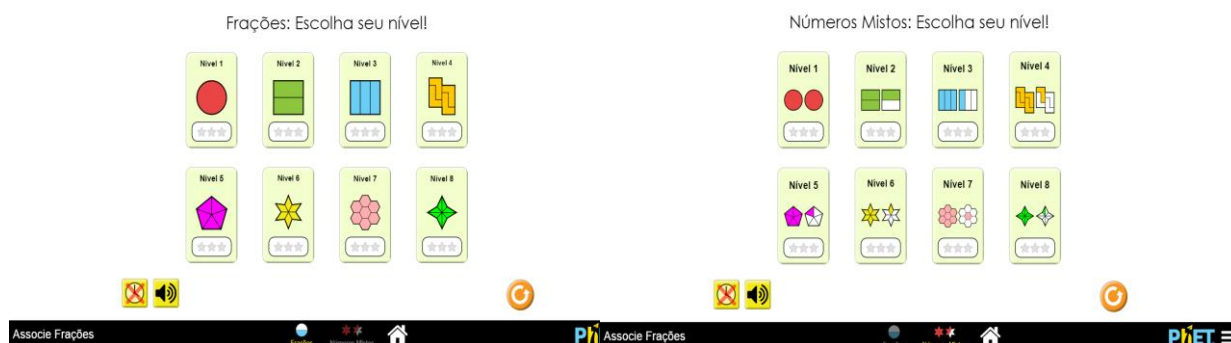 Frações: Escolha seu nível!
Nível 1
Nível 2
Nível 3
Nível 4
Nível 5
Nível 6
Nível 7
Nível 8
Associe Frações
Frações
Números Mistos
Números Mistos: Escolha seu nível!
Nível 1
Nível 2
Nível 3
Nível 4
Nível 5
Nível 6
Nível 7
Nível 8
Associe Frações
PhET